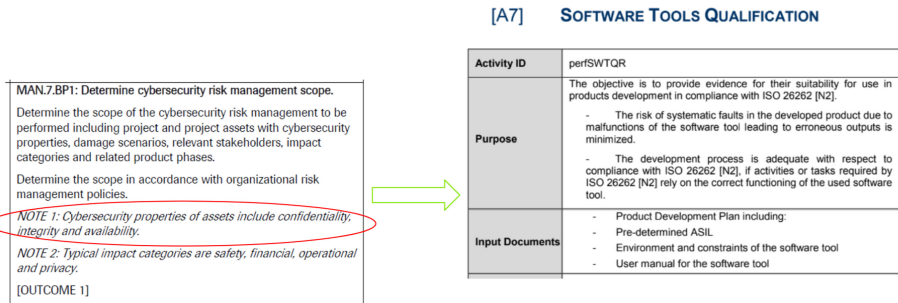 MAN.7.BP1: Determine cybersecurity risk management scope.
Determine the scope of the cybersecurity risk management to be
performed including project and project assets with cybersecurity
properties, damage scenarios, relevant stakeholders, impact
categories and related product phases.
Determine the scope in accordance with organizational risk
management policies.
NOTE 1: Cybersecurity properties of assets include confidentiality,
integrity and availability.
NOTE 2: Typical impact categories are safety, financial, operational
and privacy.
[OUTCOME 1]
[A7] SOFTWARE TOOLS QUALIFICATION
Activity ID
perfSWTQR
Purpose
The objective is to provide evidence for their suitability for use in
products development in compliance with ISO 26262 [N2].
- The risk of systematic faults in the developed product due to
malfunctions of the software tool leading to erroneous outputs is
minimized.
- The development process is adequate with respect to
compliance with ISO 26262 [N2], if activities or tasks required by
ISO 26262 [N2] rely on the correct functioning of the used software
tool.
Input Documents
- Product Development Plan including:
- Pre-determined ASIL
- Environment and constraints of the software tool
- User manual for the software tool